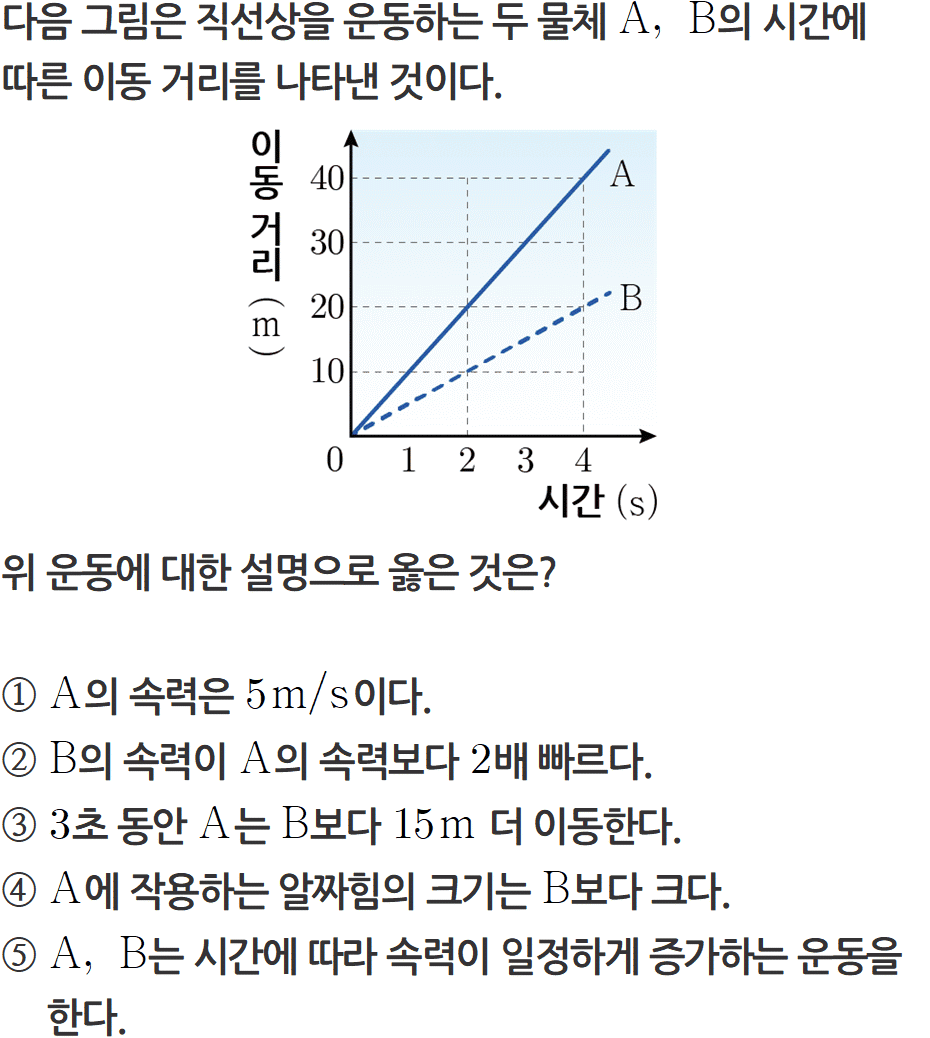 다음 그림은 직선상을 운동하는 두 물체 A, B의 시간에
따른 이동 거리를 나타낸 것이다.
이동 거리 (m)
40
30
20
10
0 1 2 3 4
A
B
시간 (s)
위 운동에 대한 설명으로 옳은 것은?
① A의 속력은 5m/s이다.
② B의 속력이 A의 속력보다 2배 빠르다.
③ 3초 동안 A는 B보다 15m 더 이동한다.
④ A에 작용하는 알짜힘의 크기는 B보다 크다.
⑤ A, B는 시간에 따라 속력이 일정하게 증가하는 운동을
한다.